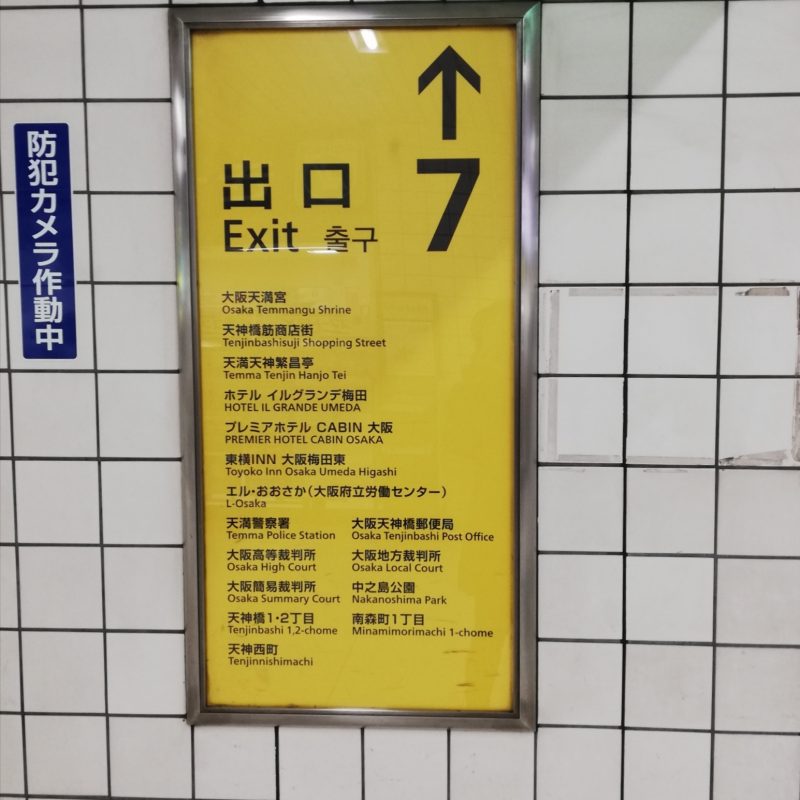 防犯カメラ作動中
↑
7
出口
Exit 출구
大阪天満宮
Osaka Temmangu Shrine
天神橋筋商店街
Tenjinbashisuji Shopping Street
天満天神繁昌亭
Temma Tenjin Hanjo Tei
ホテル イルグランデ梅田
HOTEL IL GRANDE UMEDA
プレミアホテル CABIN 大阪
PREMIER HOTEL CABIN OSAKA
東横INN 大阪梅田東
Toyoko Inn Osaka Umeda Higashi
エル・おおさか(大阪府立労働センター)
L-Osaka
天満警察署 大阪天神橋郵便局
Temma Police Station Osaka Tenjinbashi Post Office
大阪高等裁判所 大阪地方裁判所
Osaka High Court Osaka Local Court
大阪簡易裁判所 中之島公園
Osaka Summary Court Nakanoshima Park
天神橋1・2丁目 南森町1丁目
Tenjinbashi 1,2-chome Minamimorimachi 1-chome
天神西町
Tenjinnishimachi